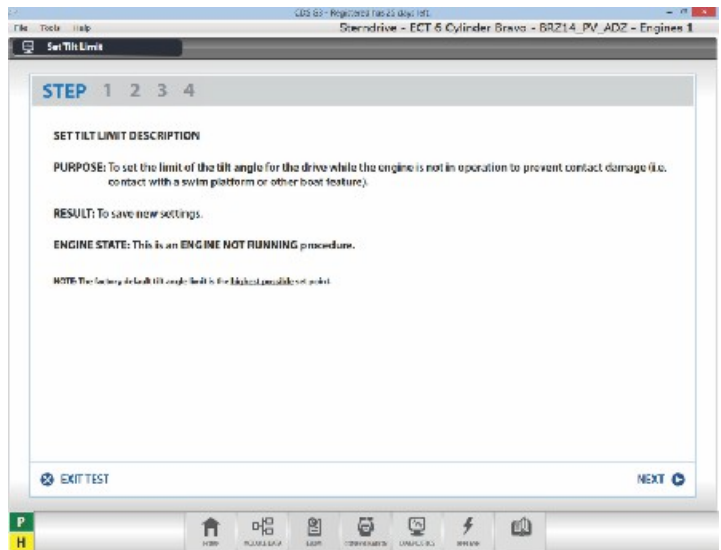 CDS G3 - Registered has 25 days left.
File Tools Help
Sterndrive - ECT 6 Cylinder Bravo - BRZ14_PV_ADZ - Engines 1
Set Tilt Limit
STEP 1 2 3 4
SET TILT LIMIT DESCRIPTION
PURPOSE: To set the limit of the tilt angle for the drive while the engine is not in operation to prevent contact damage (i.e.
contact with a swim platform or other boat feature).
RESULT: To save new settings.
ENGINE STATE: This is an ENGINE NOT RUNNING procedure.
NOTE: The factory default tilt angle limit is the highest possible set point.
EXIT TEST
NEXT
P
H
HOME